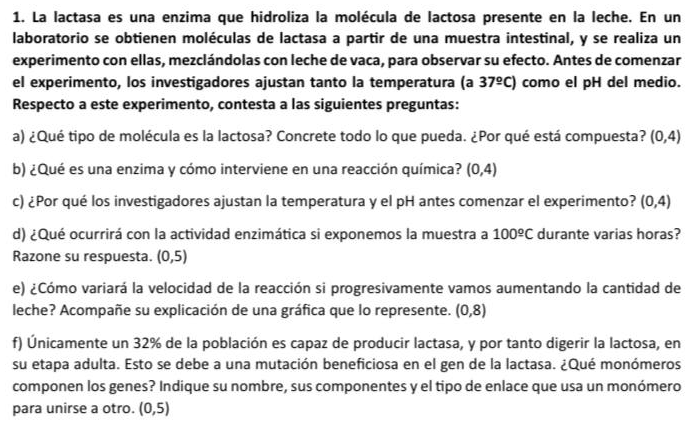 1. La lactasa es una enzima que hidroliza la molécula de lactosa presente en la leche. En un
laboratorio se obtienen moléculas de lactasa a partir de una muestra intestinal, y se realiza un
experimento con ellas, mezclándolas con leche de vaca, para observar su efecto. Antes de comenzar
el experimento, los investigadores ajustan tanto la temperatura (a 37ºC) como el pH del medio.
Respecto a este experimento, contesta a las siguientes preguntas:
a) ¿Qué tipo de molécula es la lactosa? Concrete todo lo que pueda. ¿Por qué está compuesta? (0,4)
b) ¿Qué es una enzima y cómo interviene en una reacción química? (0,4)
c) ¿Por qué los investigadores ajustan la temperatura y el pH antes comenzar el experimento? (0,4)
d) ¿Qué ocurrirá con la actividad enzimática si exponemos la muestra a 100ºC durante varias horas?
Razone su respuesta. (0,5)
e) ¿Cómo variará la velocidad de la reacción si progresivamente vamos aumentando la cantidad de
leche? Acompañe su explicación de una gráfica que lo represente. (0,8)
f) Únicamente un 32% de la población es capaz de producir lactasa, y por tanto digerir la lactosa, en
su etapa adulta. Esto se debe a una mutación beneficiosa en el gen de la lactasa. ¿Qué monómeros
componen los genes? Indique su nombre, sus componentes y el tipo de enlace que usa un monómero
para unirse a otro. (0,5)